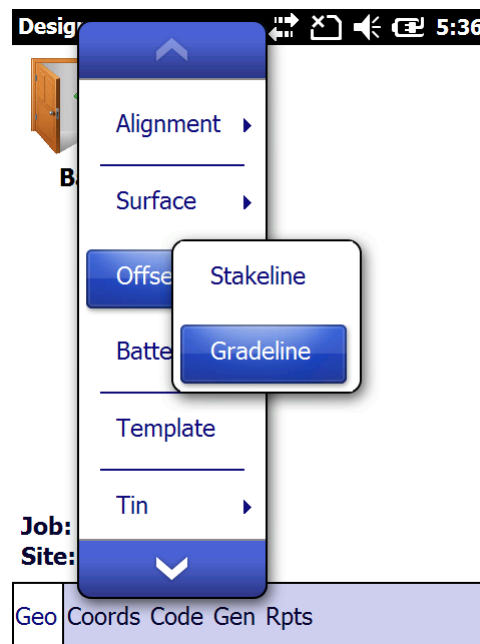 Desig 5:36
Alignment
Surface
Offse Stakeline
Batte Gradeline
Template
Tin
Job:
Site:
Geo Coords Code Gen Rpts